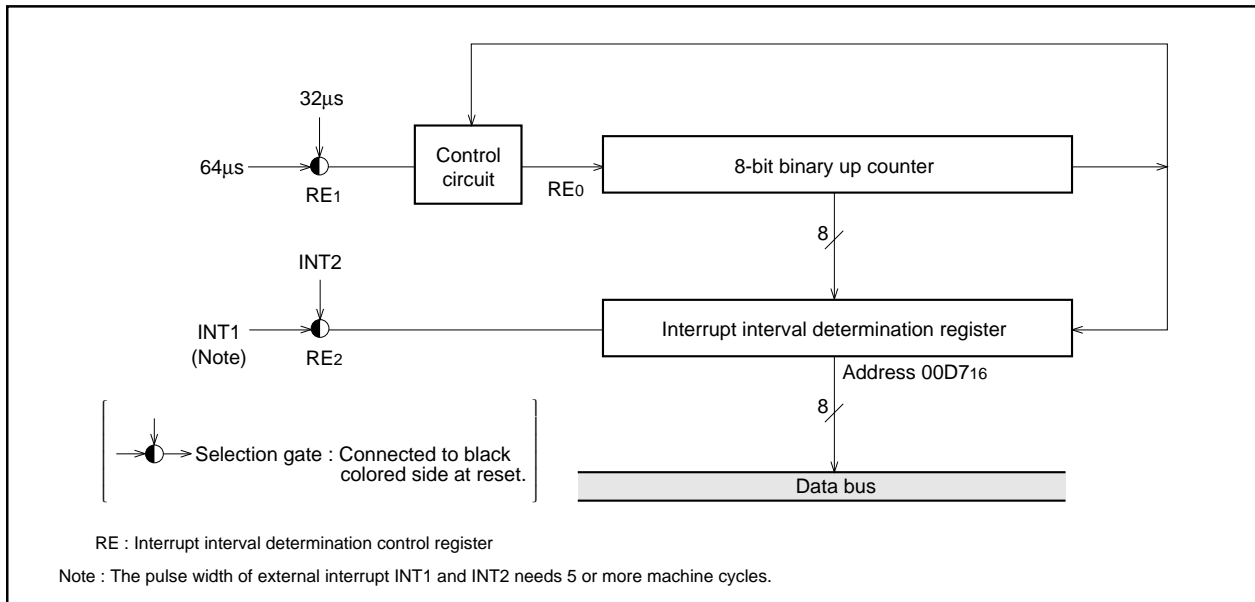 32μs
64μs
RE1
Control
circuit
RE0
8-bit binary up counter
8
INT2
INT1
(Note)
RE2
Interrupt interval determination register
Address 00D716
8
Selection gate : Connected to black
colored side at reset.
Data bus
RE : Interrupt interval determination control register
Note : The pulse width of external interrupt INT1 and INT2 needs 5 or more machine cycles.